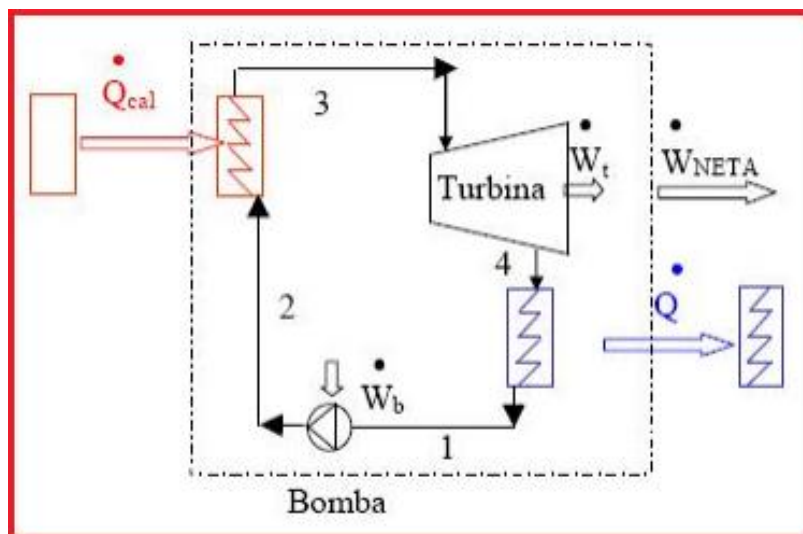 Q̇cal
3
Ẇt
ẆNETA
Turbina
4
Q̇
2
Ẇb
1
Bomba